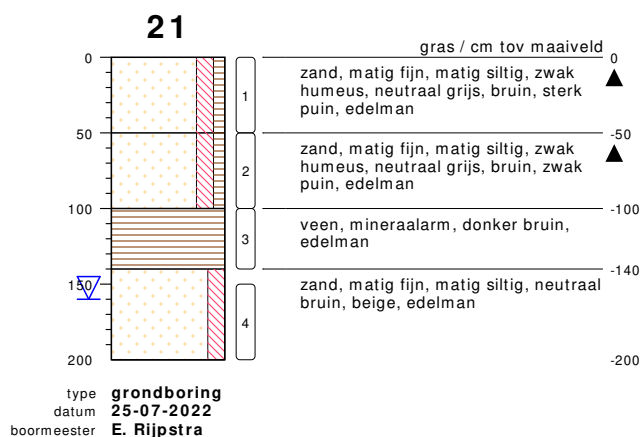 21
gras / cm tov maaiveld
0
0
zand, matig fijn, matig siltig, zwak
humeus, neutraal grijs, bruin, sterk
puin, edelman
1
50
-50
zand, matig fijn, matig siltig, zwak
humeus, neutraal grijs, bruin, zwak
puin, edelman
2
100
-100
veen, mineraalarm, donker bruin,
edelman
3
-140
150
zand, matig fijn, matig siltig, neutraal
bruin, beige, edelman
4
200
-200
type grondboring
datum 25-07-2022
boormeester E. Rijpstra